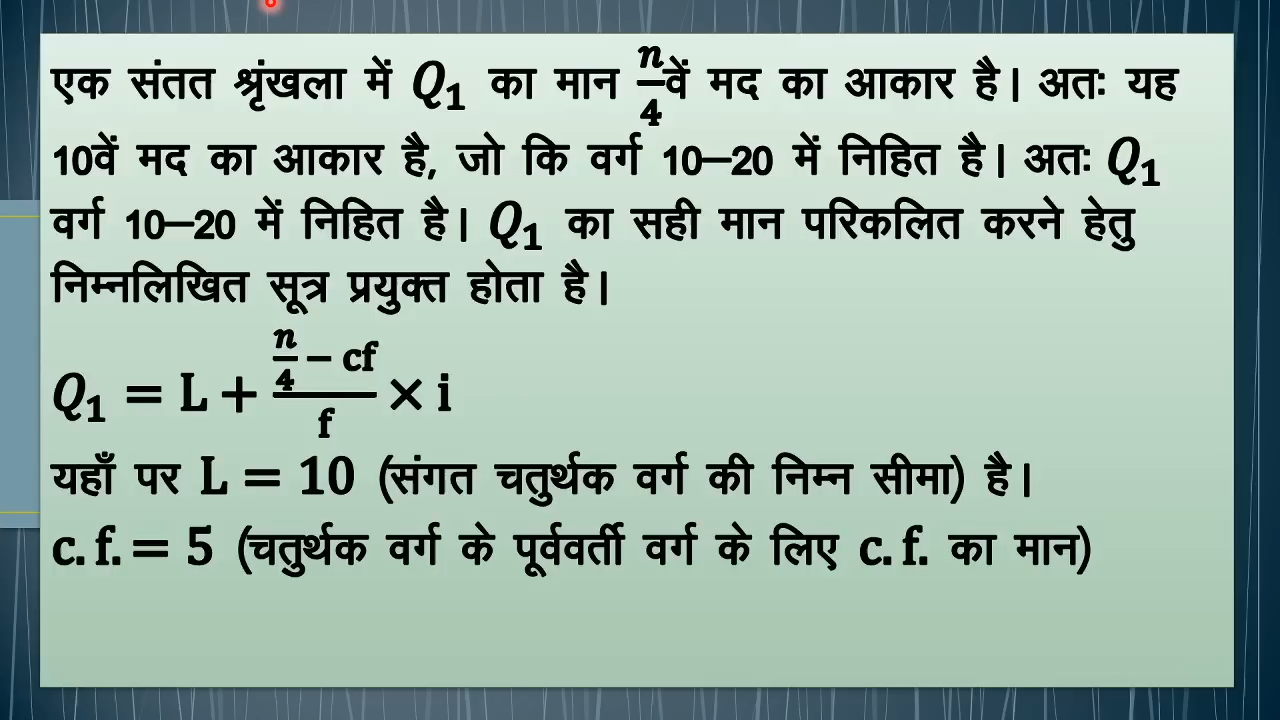 एक संतत श्रृंखला में Q₁ का मान n/4वें मद का आकार है। अतः यह
10वें मद का आकार है, जो कि वर्ग 10–20 में निहित है। अतः Q₁
वर्ग 10–20 में निहित है। Q₁ का सही मान परिकलित करने हेतु
निम्नलिखित सूत्र प्रयुक्त होता है।
Q₁ = L + (n/4 − cf)/f × i
यहाँ पर L = 10 (संगत चतुर्थक वर्ग की निम्न सीमा) है।
c.f. = 5 (चतुर्थक वर्ग के पूर्ववर्ती वर्ग के लिए c.f. का मान)